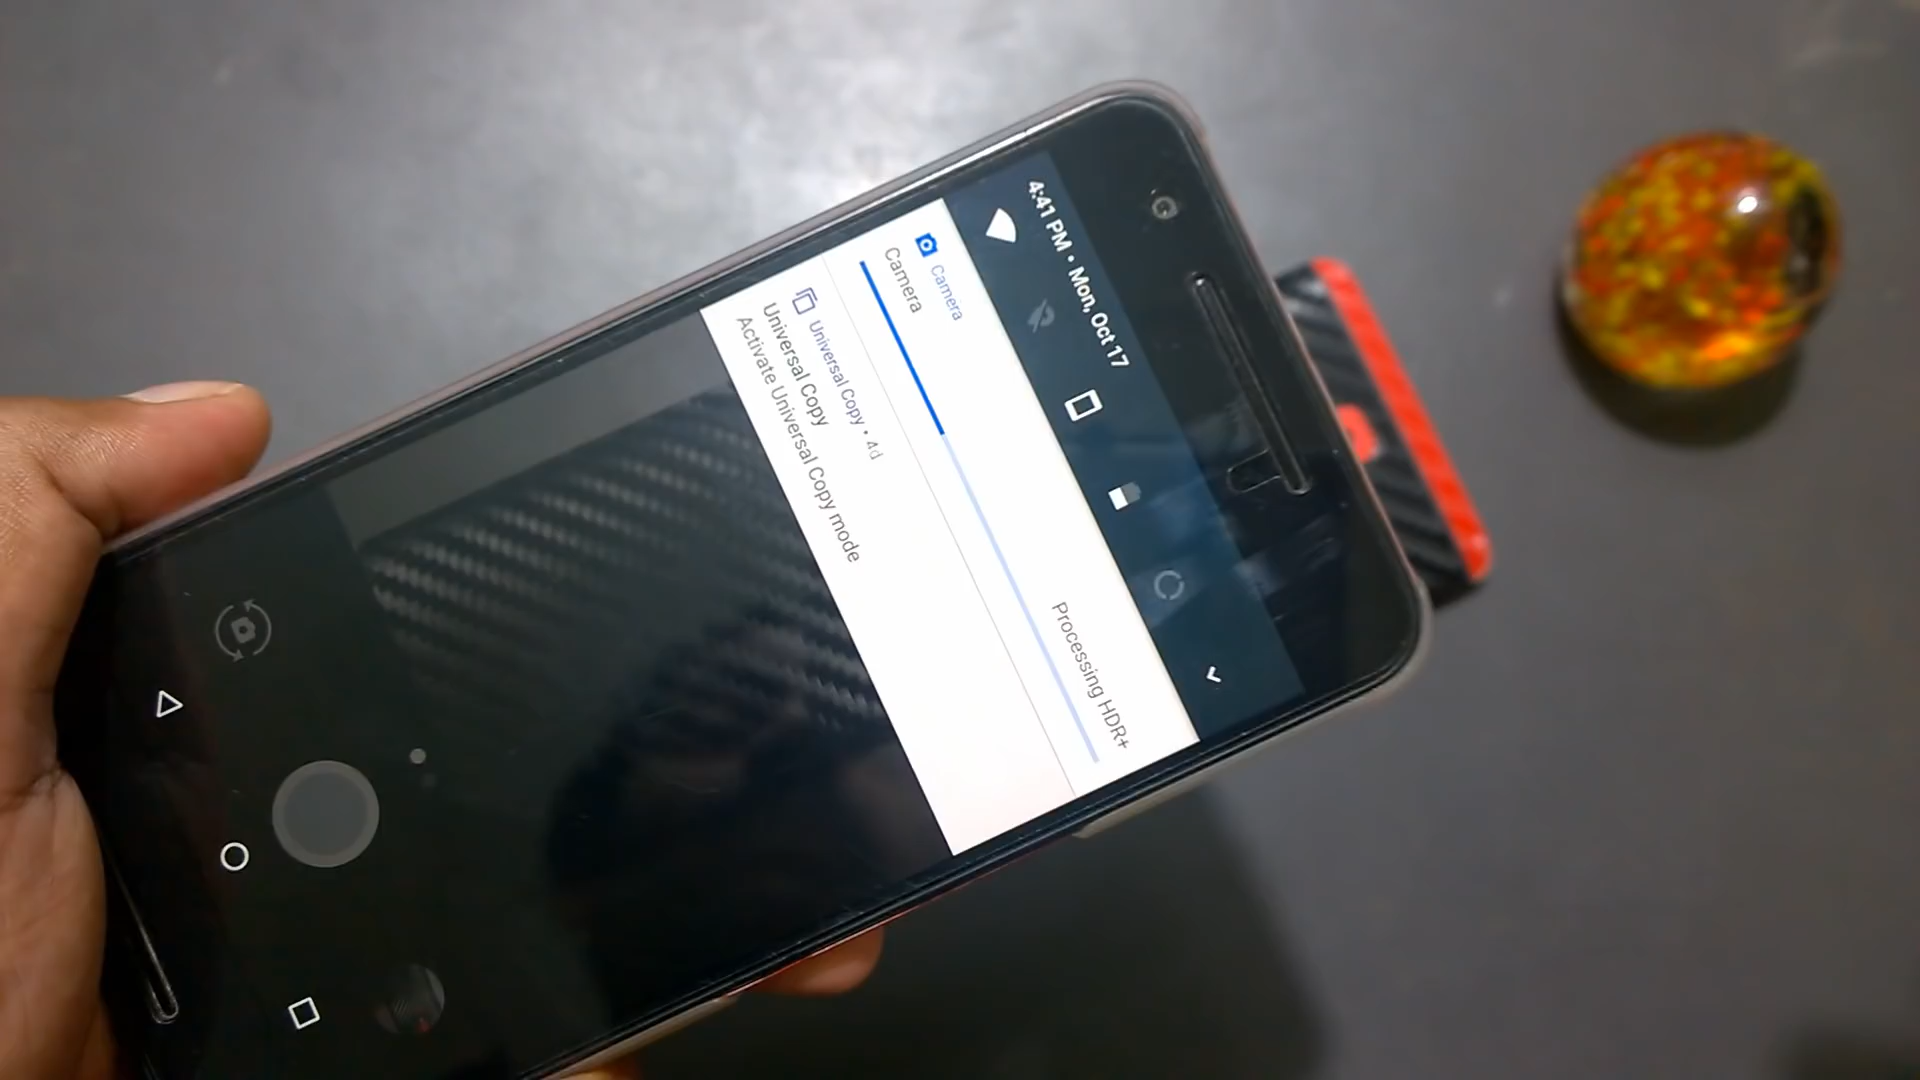 4:41 PM • Mon, Oct 17
Camera
Camera
Processing HDR+
Universal Copy • 4d
Universal Copy
Activate Universal Copy mode